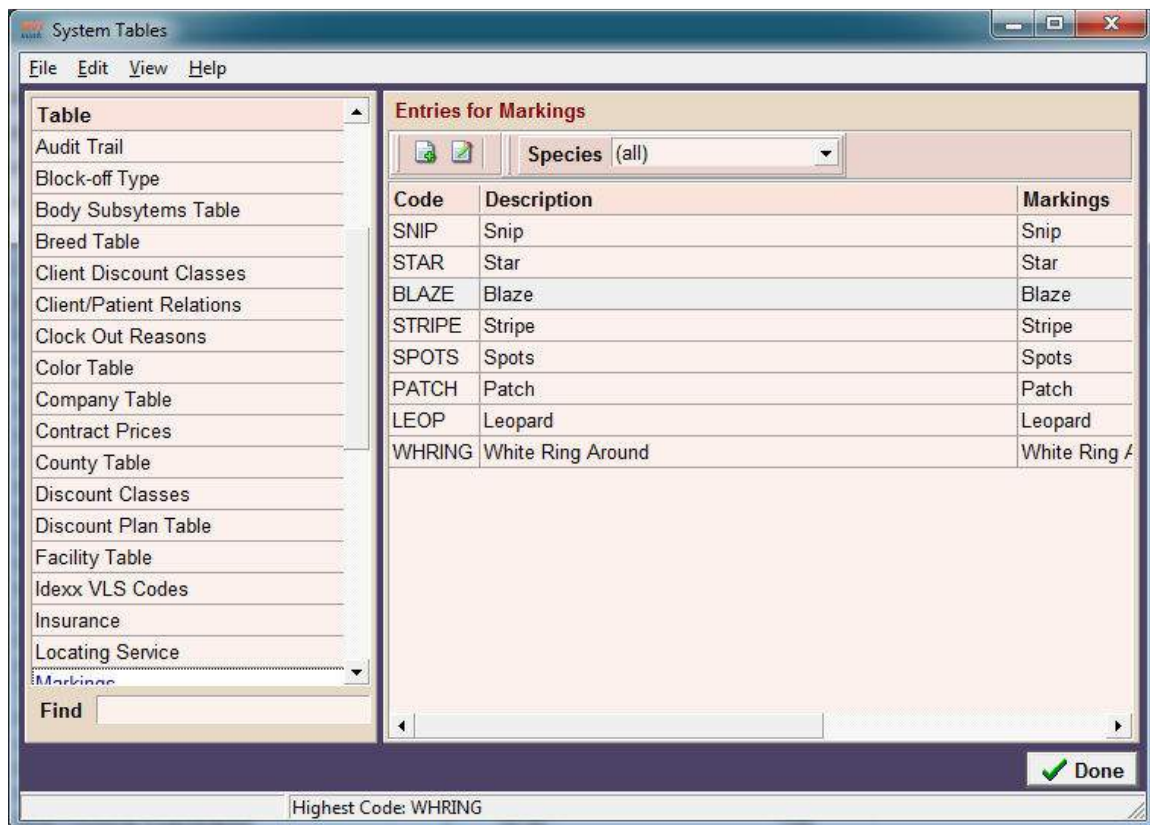 System Tables
File Edit View Help
Table
Audit Trail
Block-off Type
Body Subsytems Table
Breed Table
Client Discount Classes
Client/Patient Relations
Clock Out Reasons
Color Table
Company Table
Contract Prices
County Table
Discount Classes
Discount Plan Table
Facility Table
Idexx VLS Codes
Insurance
Locating Service
Markings
Find
Entries for Markings
Species (all)
Code Description Markings
SNIP Snip Snip
STAR Star Star
BLAZE Blaze Blaze
STRIPE Stripe Stripe
SPOTS Spots Spots
PATCH Patch Patch
LEOP Leopard Leopard
WHRING White Ring Around White Ring
Done
Highest Code: WHRING